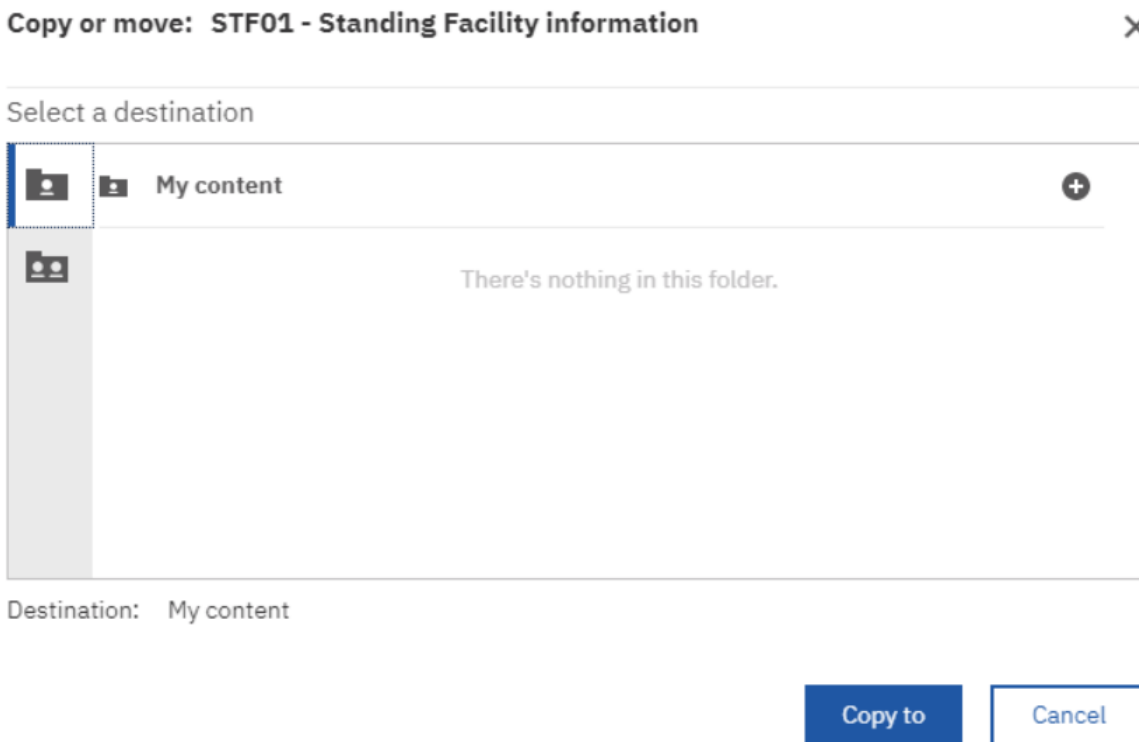 Copy or move: STF01 - Standing Facility information
Select a destination
My content
There's nothing in this folder.
Destination: My content
Copy to Cancel